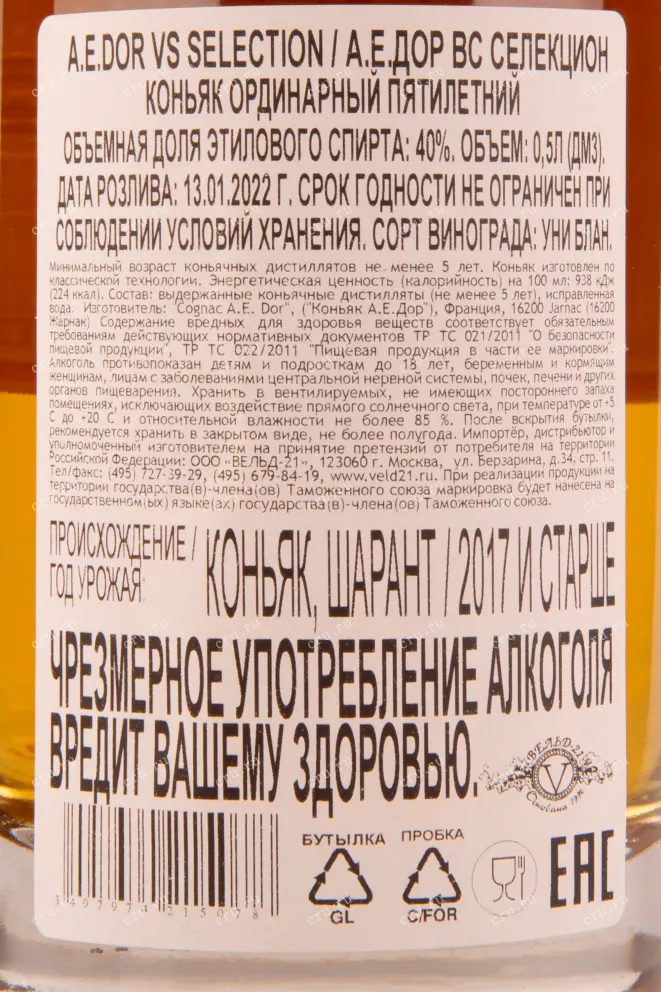 A.E.DOR VS SELECTION / А.Е.ДОР ВС СЕЛЕКЦИОН
КОНЬЯК ОРДИНАРНЫЙ ПЯТИЛЕТНИЙ
ОБЪЕМНАЯ ДОЛЯ ЭТИЛОВОГО СПИРТА: 40%. ОБЪЕМ: 0,5Л (ДМ3).
ДАТА РОЗЛИВА: 13.01.2022 Г. СРОК ГОДНОСТИ НЕ ОГРАНИЧЕН ПРИ
СОБЛЮДЕНИИ УСЛОВИЙ ХРАНЕНИЯ. СОРТ ВИНОГРАДА: УНИ БЛАН.
Минимальный возраст коньячных дистиллятов не менее 5 лет. Коньяк изготовлен по
классической технологии. Энергетическая ценность (калорийность) на 100 мл: 938 кДж
(224 ккал). Состав: выдержанные коньячные дистилляты (не менее 5 лет), исправленная
вода. Изготовитель: "Cognac A.E. Dor", ("Коньяк А.Е.Дор"), Франция, 16200 Jarnac (16200
Жарнак) Содержание вредных для здоровья веществ соответствует обязательным
требованиям действующих нормативных документов ТР ТС 021/2011 "О безопасности
пищевой продукции", ТР ТС 022/2011 "Пищевая продукция в части ее маркировки".
Алкоголь противопоказан детям и подросткам до 18 лет, беременным и кормящим
женщинам, лицам с заболеваниями центральной нервной системы, почек, печени и других
органов пищеварения. Хранить в вентилируемых, не имеющих постороннего запаха
помещениях, исключающих воздействие прямого солнечного света, при температуре от +5
С до +20 С и относительной влажности не более 85 %. После вскрытия бутылки,
рекомендуется хранить в закрытом виде, не более полугода. Импортёр, дистрибьютор и
уполномоченный изготовителем на принятие претензий от потребителя на территории
Российской Федерации: ООО «ВЕЛЬД-21», 123060 г. Москва, ул. Берзарина, д.34, стр. 11.
Тел/факс: (495) 727-39-29, (495) 679-84-19, www.veld21.ru. При реализации продукции на
территории государства(в)-члена(ов) Таможенного союза маркировка будет нанесена на
государственном(ых) языке(ах) государства(в)-члена(ов) Таможенного союза.
ПРОИСХОЖДЕНИЕ /
ГОД УРОЖАЯ:
КОНЬЯК, ШАРАНТ / 2017 И СТАРШЕ
ЧРЕЗМЕРНОЕ УПОТРЕБЛЕНИЕ АЛКОГОЛЯ
ВРЕДИТ ВАШЕМУ ЗДОРОВЬЮ.
ВЕЛЬД-21
V
Основана 1996
БУТЫЛКА ПРОБКА
GL C/FOR
EAC
3497974215078